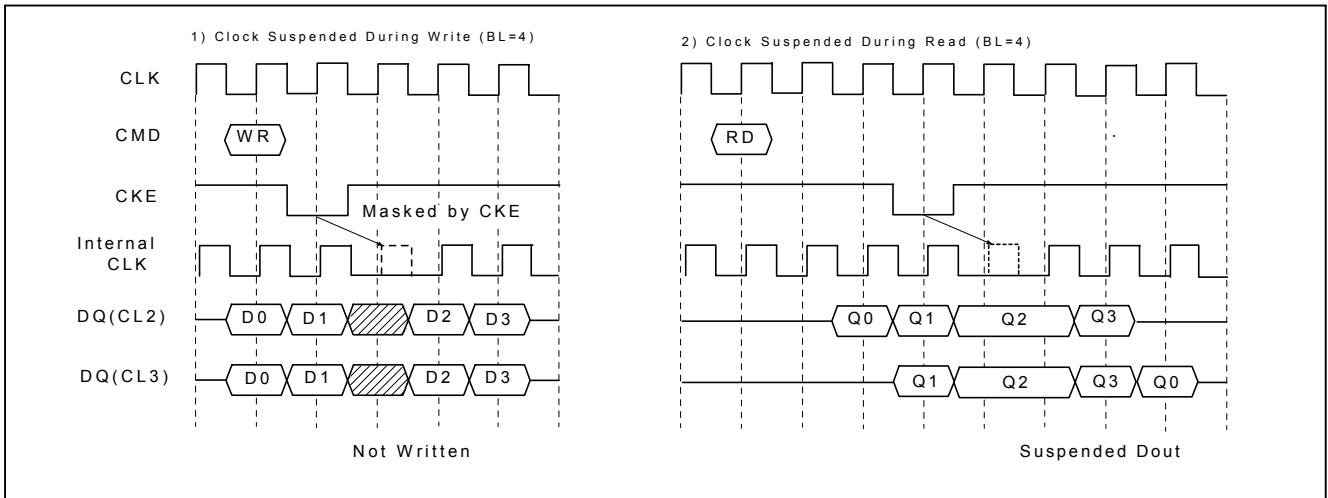 1) Clock Suspended During Write (BL=4)
CLK
CMD
WR
CKE
Masked by CKE
Internal
CLK
DQ(CL2)
D0
D1
D2
D3
DQ(CL3)
D0
D1
D2
D3
Not Written
2) Clock Suspended During Read (BL=4)
RD
Q0
Q1
Q2
Q3
Q1
Q2
Q3
Q0
Suspended Dout